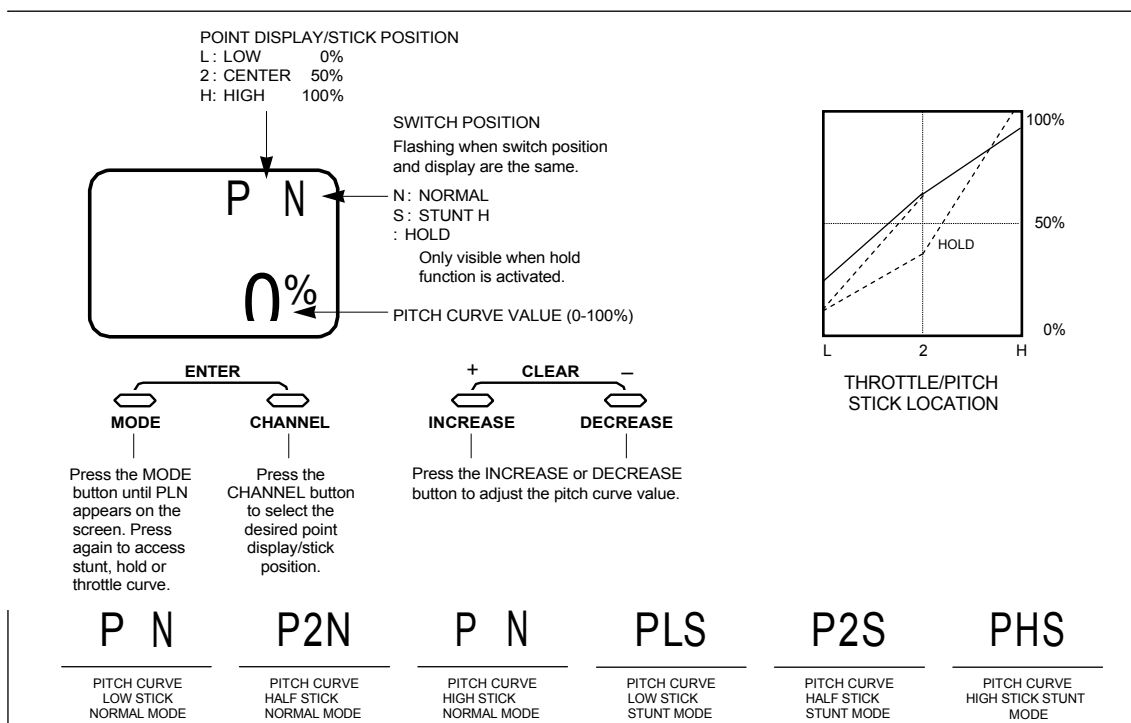 POINT DISPLAY/STICK POSITION
L: LOW 0%
2: CENTER 50%
H: HIGH 100%
SWITCH POSITION
Flashing when switch position
and display are the same.
N: NORMAL
S: STUNT H
: HOLD
Only visible when hold
function is activated.
PITCH CURVE VALUE (0-100%)
P N
0%
100%
50%
HOLD
0%
L 2 H
THROTTLE/PITCH
STICK LOCATION
ENTER
MODE CHANNEL
+ CLEAR –
INCREASE DECREASE
Press the MODE
button until PLN
appears on the
screen. Press
again to access
stunt, hold or
throttle curve.
Press the
CHANNEL button
to select the
desired point
display/stick
position.
Press the INCREASE or DECREASE
button to adjust the pitch curve value.
P N
PITCH CURVE
LOW STICK
NORMAL MODE
P2N
PITCH CURVE
HALF STICK
NORMAL MODE
P N
PITCH CURVE
HIGH STICK
NORMAL MODE
PLS
PITCH CURVE
LOW STICK
STUNT MODE
P2S
PITCH CURVE
HALF STICK
STUNT MODE
PHS
PITCH CURVE
HIGH STICK STUNT
MODE